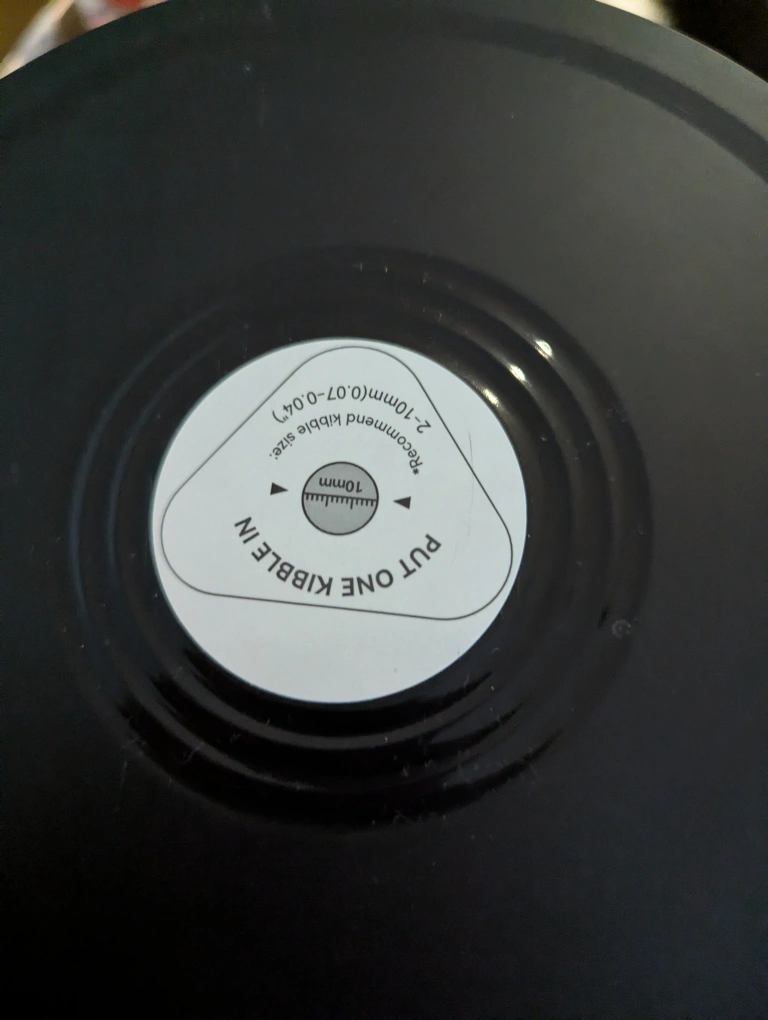 PUT ONE KIBBLE IN
10mm
*Recommend kibble size:
2-10mm(0.07-0.04")